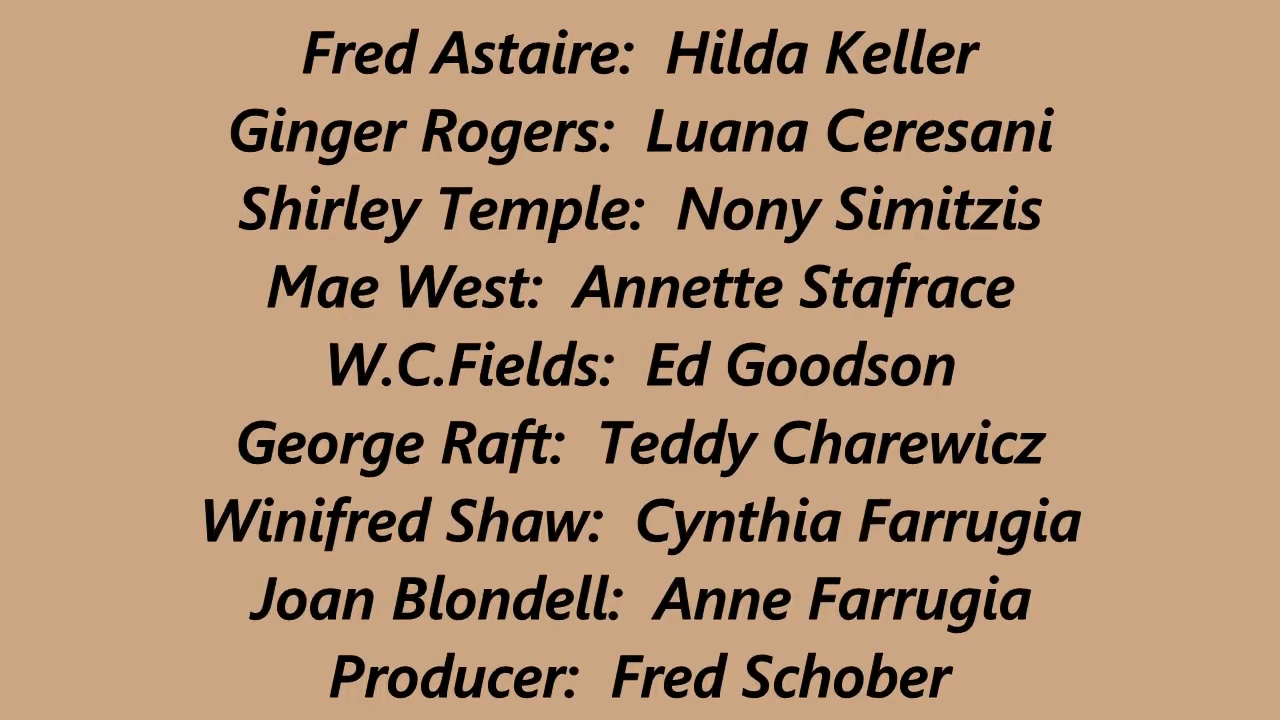 Fred Astaire:  Hilda Keller
Ginger Rogers:  Luana Ceresani
Shirley Temple:  Nony Simitzis
Mae West:  Annette Stafrace
W.C.Fields:  Ed Goodson
George Raft:  Teddy Charewicz
Winifred Shaw:  Cynthia Farrugia
Joan Blondell:  Anne Farrugia
Producer:  Fred Schober